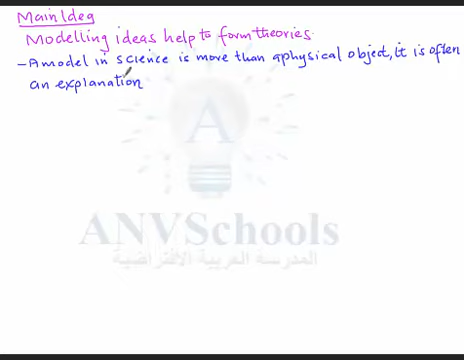 Main Idea
Modelling ideas help to form theories.
- A model in science is more than a physical object, it is often
an explanation
A
ANVSchools
المدرسة العربية الافتراضية